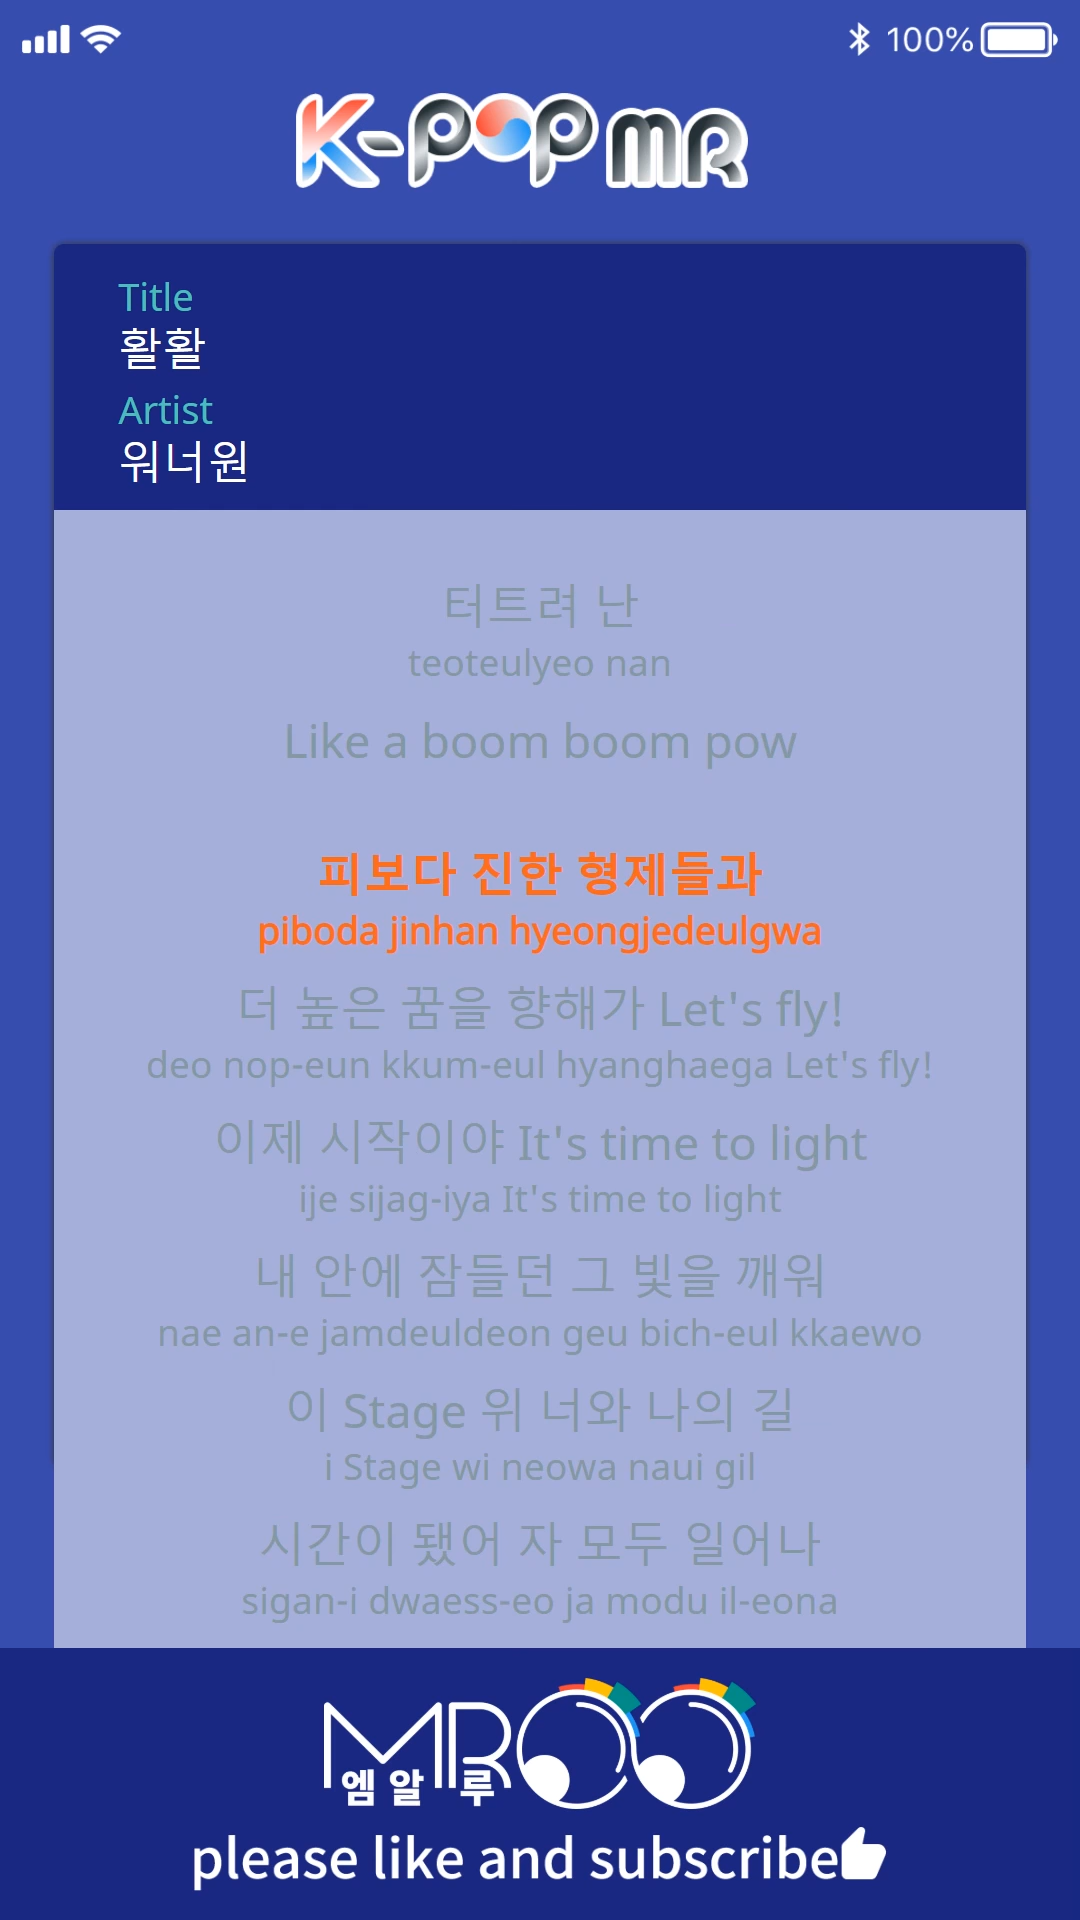 100%
K-POP MR
Title
활활
Artist
워너원
터트려 난
teoteulyeo nan
Like a boom boom pow
피보다 진한 형제들과
piboda jinhan hyeongjedeulgwa
더 높은 꿈을 향해가 Let's fly!
deo nop-eun kkum-eul hyanghaega Let's fly!
이제 시작이야 It's time to light
ije sijag-iya It's time to light
내 안에 잠들던 그 빛을 깨워
nae an-e jamdeuldeon geu bich-eul kkaewo
이 Stage 위 너와 나의 길
i Stage wi neowa naui gil
시간이 됐어 자 모두 일어나
sigan-i dwaess-eo ja modu il-eona
MROO
엠알루
please like and subscribe